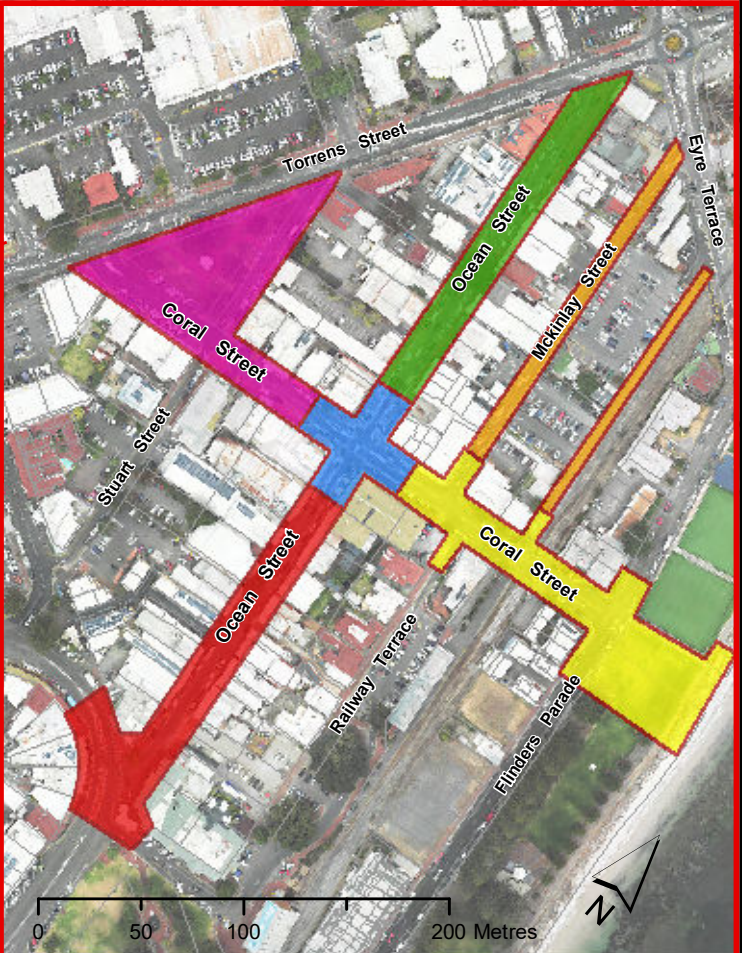 Torrens Street
Eyre Terrace
Ocean Street
Mckinlay Street
Coral Street
Stuart Street
Coral Street
Ocean Street
Railway Terrace
Flinders Parade
N
0 50 100 200 Metres